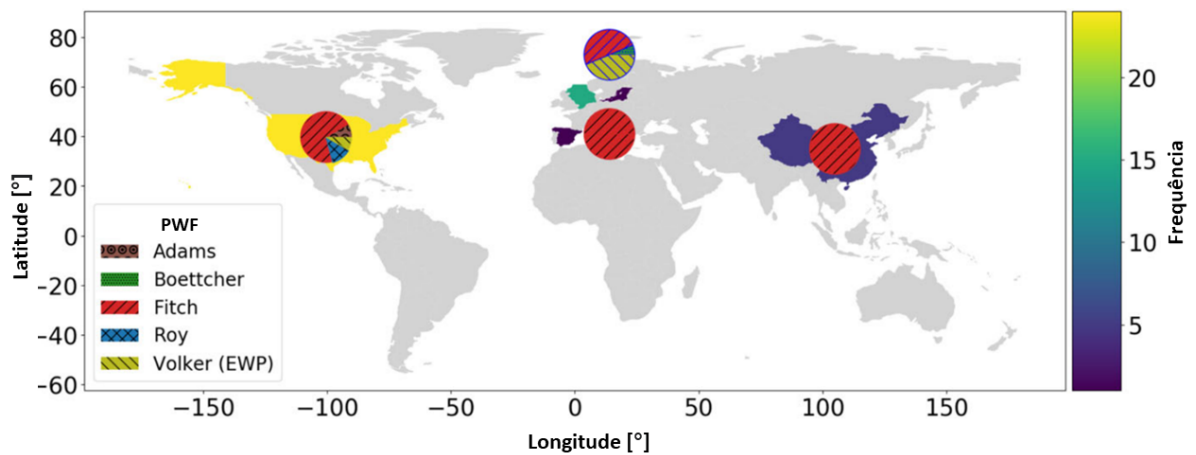 80
60
40
20
0
−20
−40
−60
Latitude [°]
PWF
Adams
Boettcher
Fitch
Roy
Volker (EWP)
−150
−100
−50
0
50
100
150
Longitude [°]
20
15
10
5
Frequência